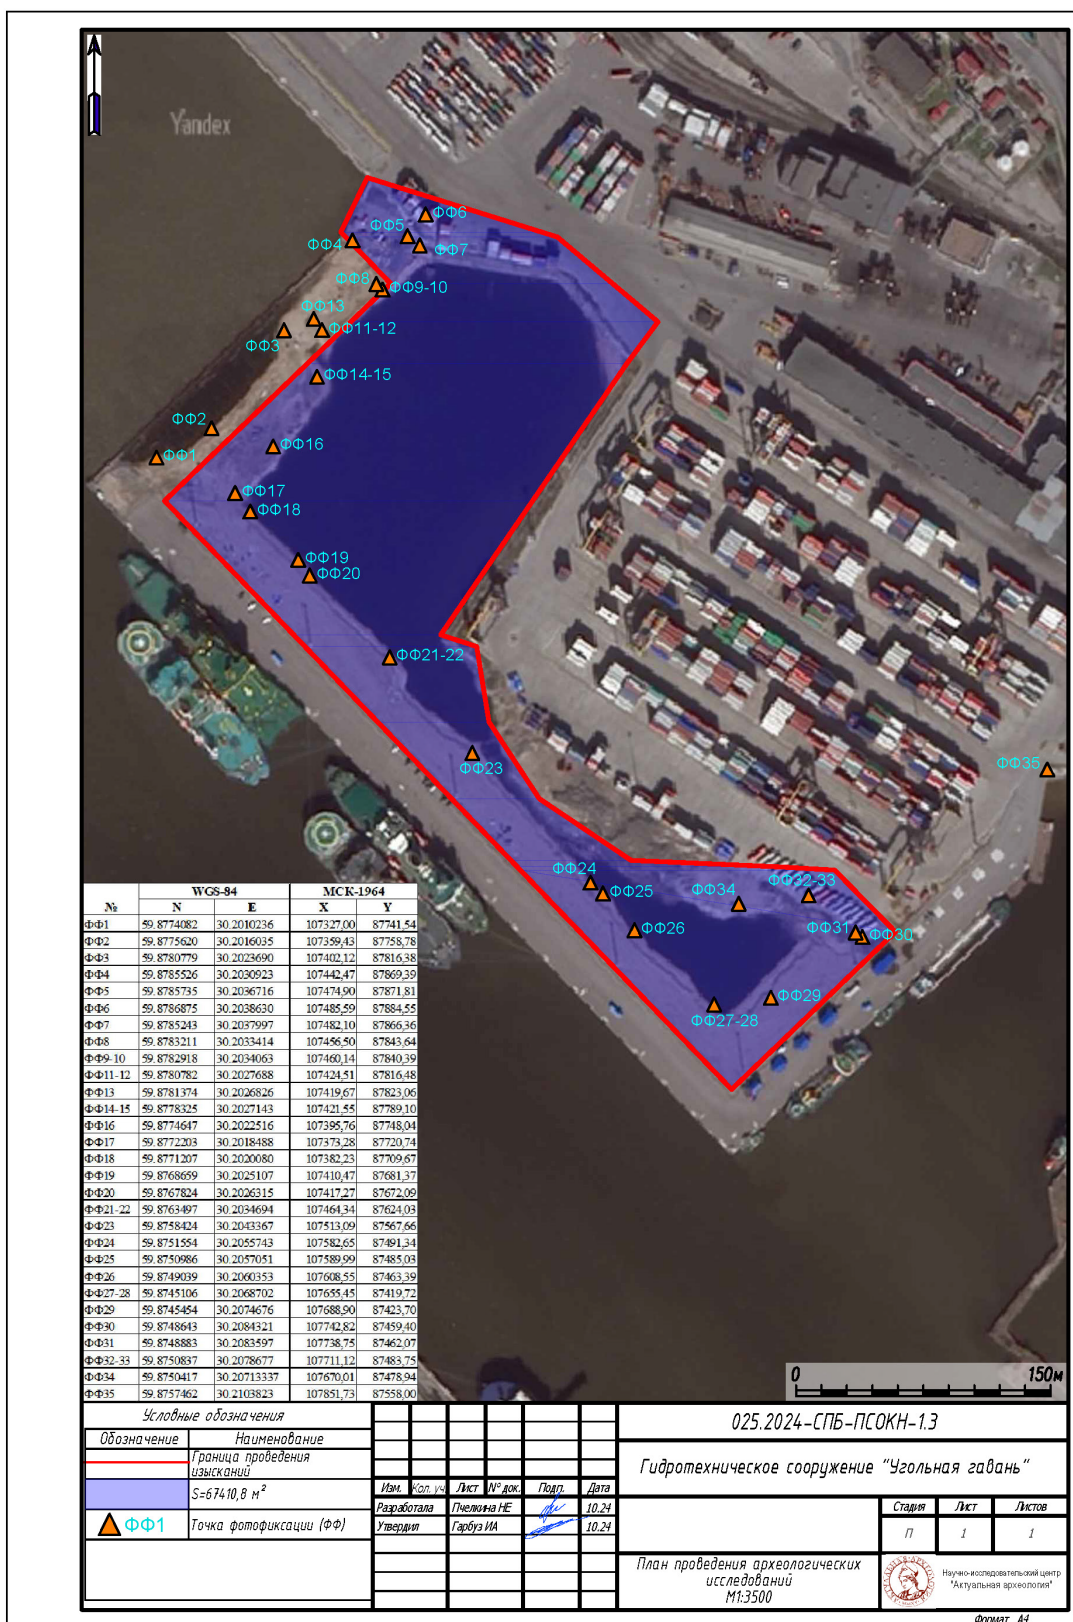 Yandex
ФФ6
ФФ5
ФФ4
ФФ7
ФФ8
ФФ9-10
ФФ13
ФФ11-12
ФФ3
ФФ14-15
ФФ2
ФФ16
ФФ1
ФФ17
ФФ18
ФФ19
ФФ20
ФФ21-22
ФФ23
ФФ35
ФФ24
ФФ32-33
ФФ25
ФФ34
ФФ26
ФФ31
ФФ30
ФФ29
ФФ27-28
WGS-84 МСК-1964
№ N E X Y
ФФ1 59.8774082 30.2010236 107327,00 87741,54
ФФ2 59.8775620 30.2016035 107359,43 87758,78
ФФ3 59.8780779 30.2023690 107402,12 87816,38
ФФ4 59.8785526 30.2030923 107442,47 87869,39
ФФ5 59.8785735 30.2036716 107474,90 87871,81
ФФ6 59.8786875 30.2038630 107485,59 87884,55
ФФ7 59.8785243 30.2037997 107482,10 87866,36
ФФ8 59.8783211 30.2033414 107456,50 87843,64
ФФ9-10 59.8782918 30.2034063 107460,14 87840,39
ФФ11-12 59.8780782 30.2027688 107424,51 87816,48
ФФ13 59.8781374 30.2026826 107419,67 87823,06
ФФ14-15 59.8778325 30.2027143 107421,55 87789,10
ФФ16 59.8774647 30.2022516 107395,76 87748,04
ФФ17 59.8772203 30.2018488 107373,28 87720,74
ФФ18 59.8771207 30.2020080 107382,23 87709,67
ФФ19 59.8768659 30.2025107 107410,47 87681,37
ФФ20 59.8767824 30.2026315 107417,27 87672,09
ФФ21-22 59.8763497 30.2034694 107464,34 87624,03
ФФ23 59.8758424 30.2043367 107513,09 87567,66
ФФ24 59.8751554 30.2055743 107582,65 87491,34
ФФ25 59.8750986 30.2057051 107589,99 87485,03
ФФ26 59.8749039 30.2060353 107608,55 87463,39
ФФ27-28 59.8745106 30.2068702 107655,45 87419,72
ФФ29 59.8745454 30.2074676 107688,90 87423,70
ФФ30 59.8748643 30.2084321 107742,82 87459,40
ФФ31 59.8748883 30.2083597 107738,75 87462,07
ФФ32-33 59.8750837 30.2078677 107711,12 87483,75
ФФ34 59.8750417 30.20713337 107670,01 87478,94
ФФ35 59.8757462 30.2103823 107851,73 87558,00
0 150м
Условные обозначения
Обозначение Наименование
Граница проведения
изысканий
S=67410,8 м²
ФФ1 Точка фотофиксации (ФФ)
Изм. Кол. уч Лист № док. Подп. Дата
Разработала Пчелкина НЕ 10.24
Утвердил Гарбуз ИА 10.24
025.2024-СПБ-ПСОКН-1.3
Гидротехническое сооружение "Угольная гавань"
Стадия Лист Листов
П 1 1
План проведения археологических
исследований
М1:3500
Научно-исследовательский центр
"Актуальная археология"
Формат А4